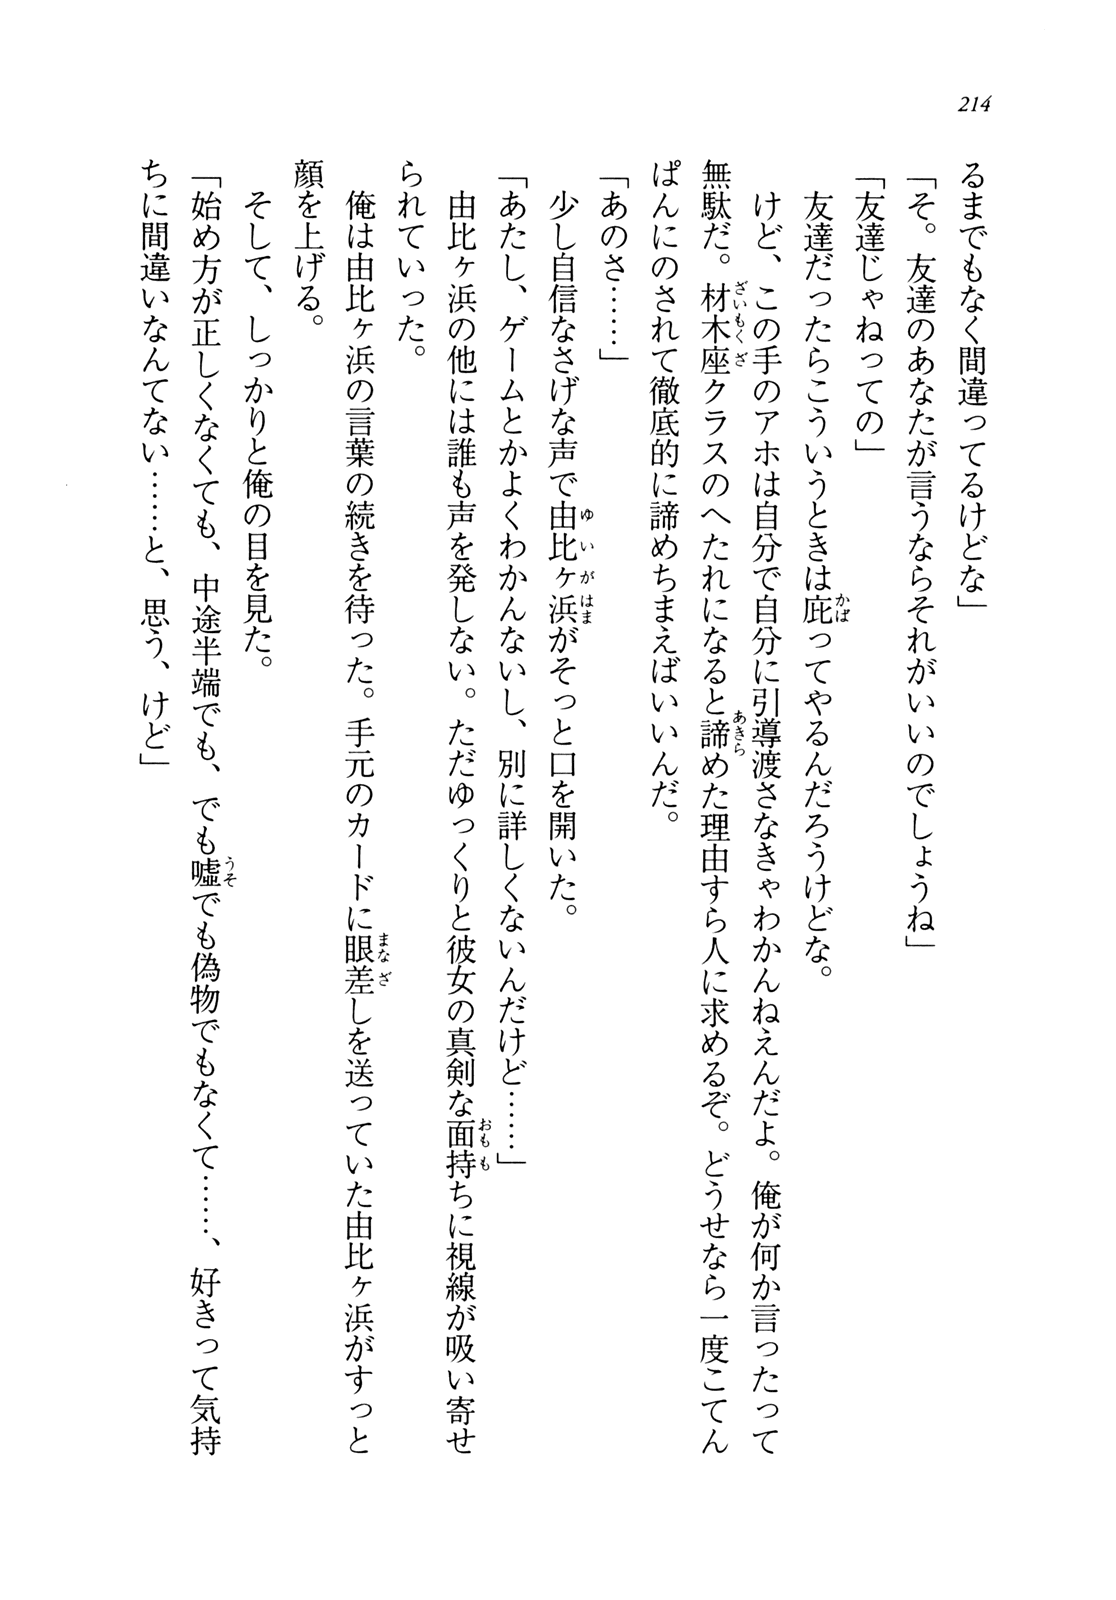 214
るまでもなく間違ってるけどな」
「そ。友達のあなたが言うならそれがいいのでしょうね」
「友達じゃねっての」
友達だったらこういうときは庇ってやるんだろうけどな。
けど、この手のアホは自分で自分に引導渡さなきゃわかんねえんだよ。俺が何か言ったって
無駄だ。材木座クラスのへたれになると諦めた理由すら人に求めるぞ。どうせなら一度こてん
ぱんにのされて徹底的に諦めちまえばいいんだ。
「あのさ……」
少し自信なさげな声で由比ヶ浜がそっと口を開いた。
「あたし、ゲームとかよくわかんないし、別に詳しくないんだけど……」
由比ヶ浜の他には誰も声を発しない。ただゆっくりと彼女の真剣な面持ちに視線が吸い寄せ
られていった。
俺は由比ヶ浜の言葉の続きを待った。手元のカードに眼差しを送っていた由比ヶ浜がすっと
顔を上げる。
そして、しっかりと俺の目を見た。
「始め方が正しくなくても、中途半端でも、でも嘘でも偽物でもなくて……、好きって気持
ちに間違いなんてない……と、思う、けど」